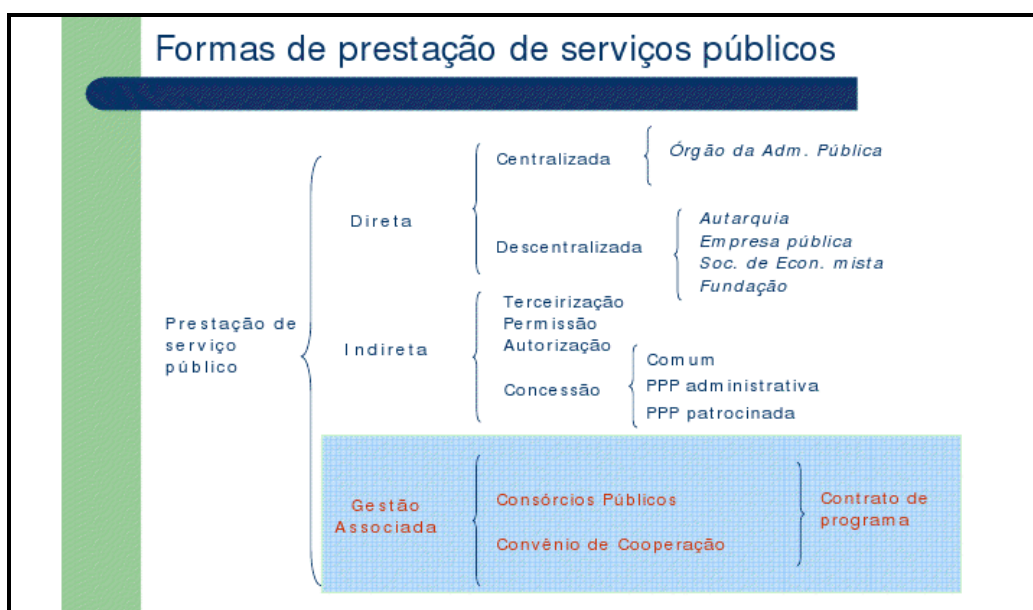 Formas de prestação de serviços públicos
Centralizada
Órgão da Adm. Pública
Direta
Descentralizada
Autarquia
Empresa pública
Soc. de Econ. mista
Fundação
Prestação de
serviço
público
Indireta
Terceirização
Permissão
Autorização
Concessão
Comum
PPP administrativa
PPP patrocinada
Gestão
Associada
Consórcios Públicos
Convênio de Cooperação
Contrato de
programa